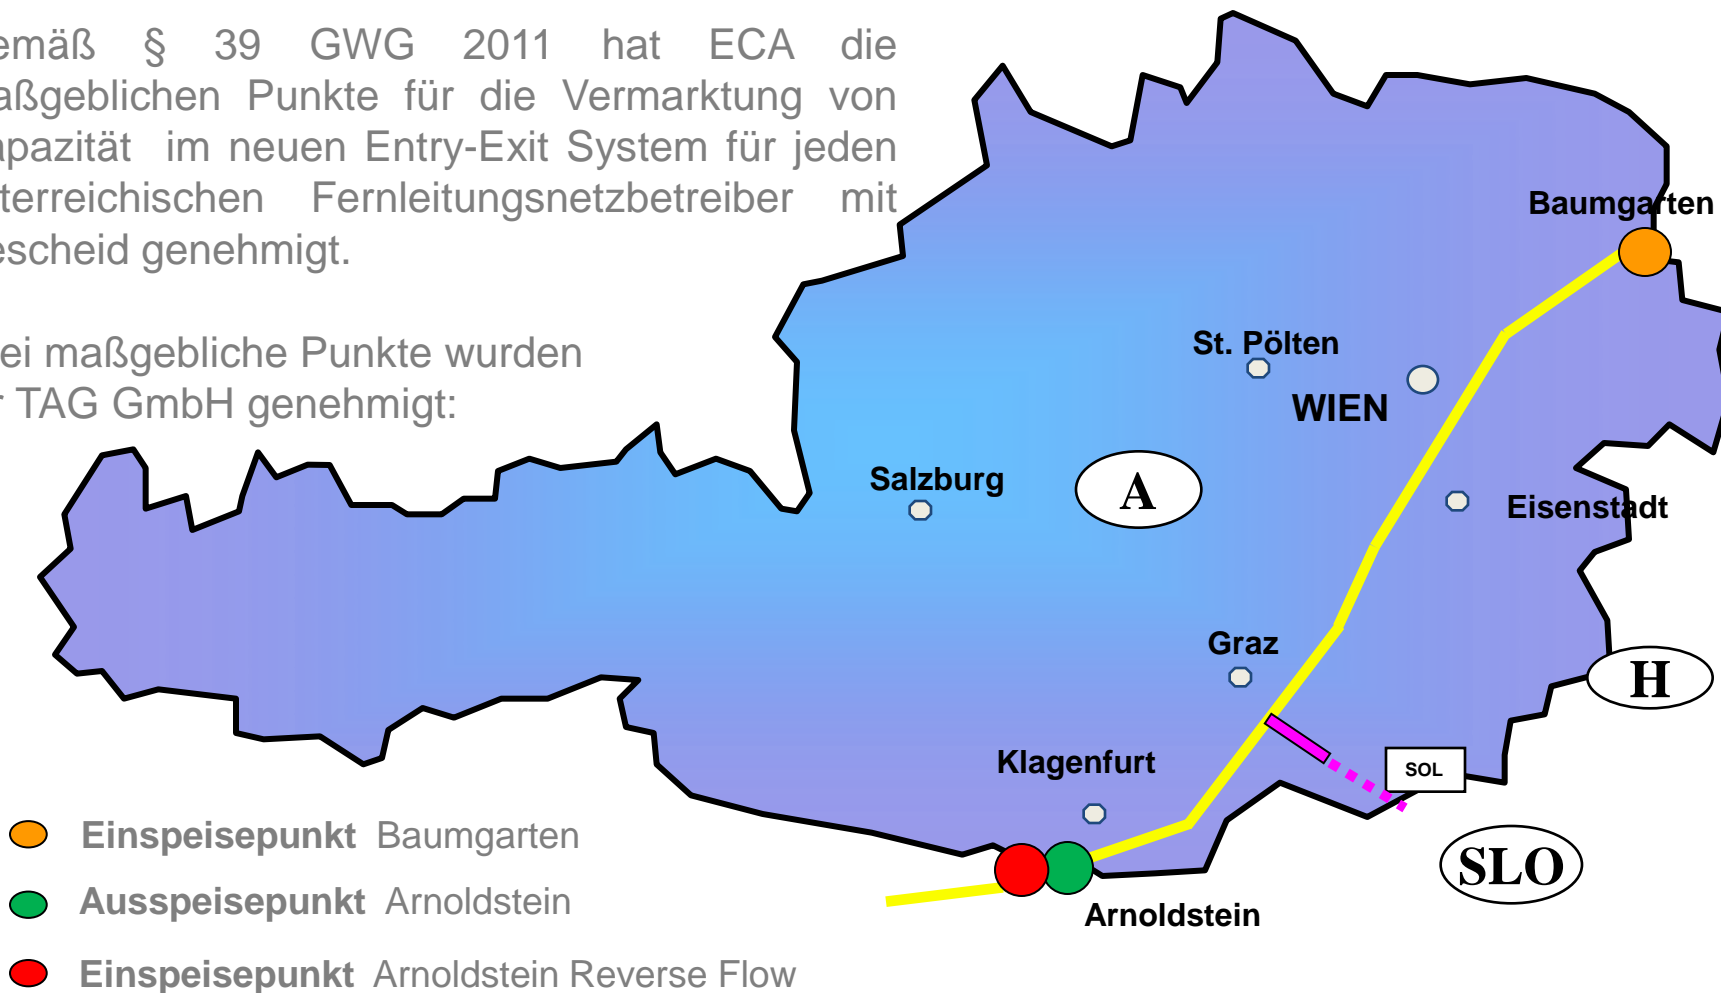 emäß § 39 GWG 2011 hat ECA die
aßgeblichen Punkte für die Vermarktung von
apazität im neuen Entry-Exit System für jeden
terreichischen Fernleitungsnetzbetreiber mit
escheid genehmigt.
ei maßgebliche Punkte wurden
r TAG GmbH genehmigt:
Baumgarten
St. Pölten
WIEN
Salzburg
A
Eisenstadt
Graz
H
Klagenfurt
SOL
SLO
Arnoldstein
Einspeisepunkt Baumgarten
Ausspeisepunkt Arnoldstein
Einspeisepunkt Arnoldstein Reverse Flow